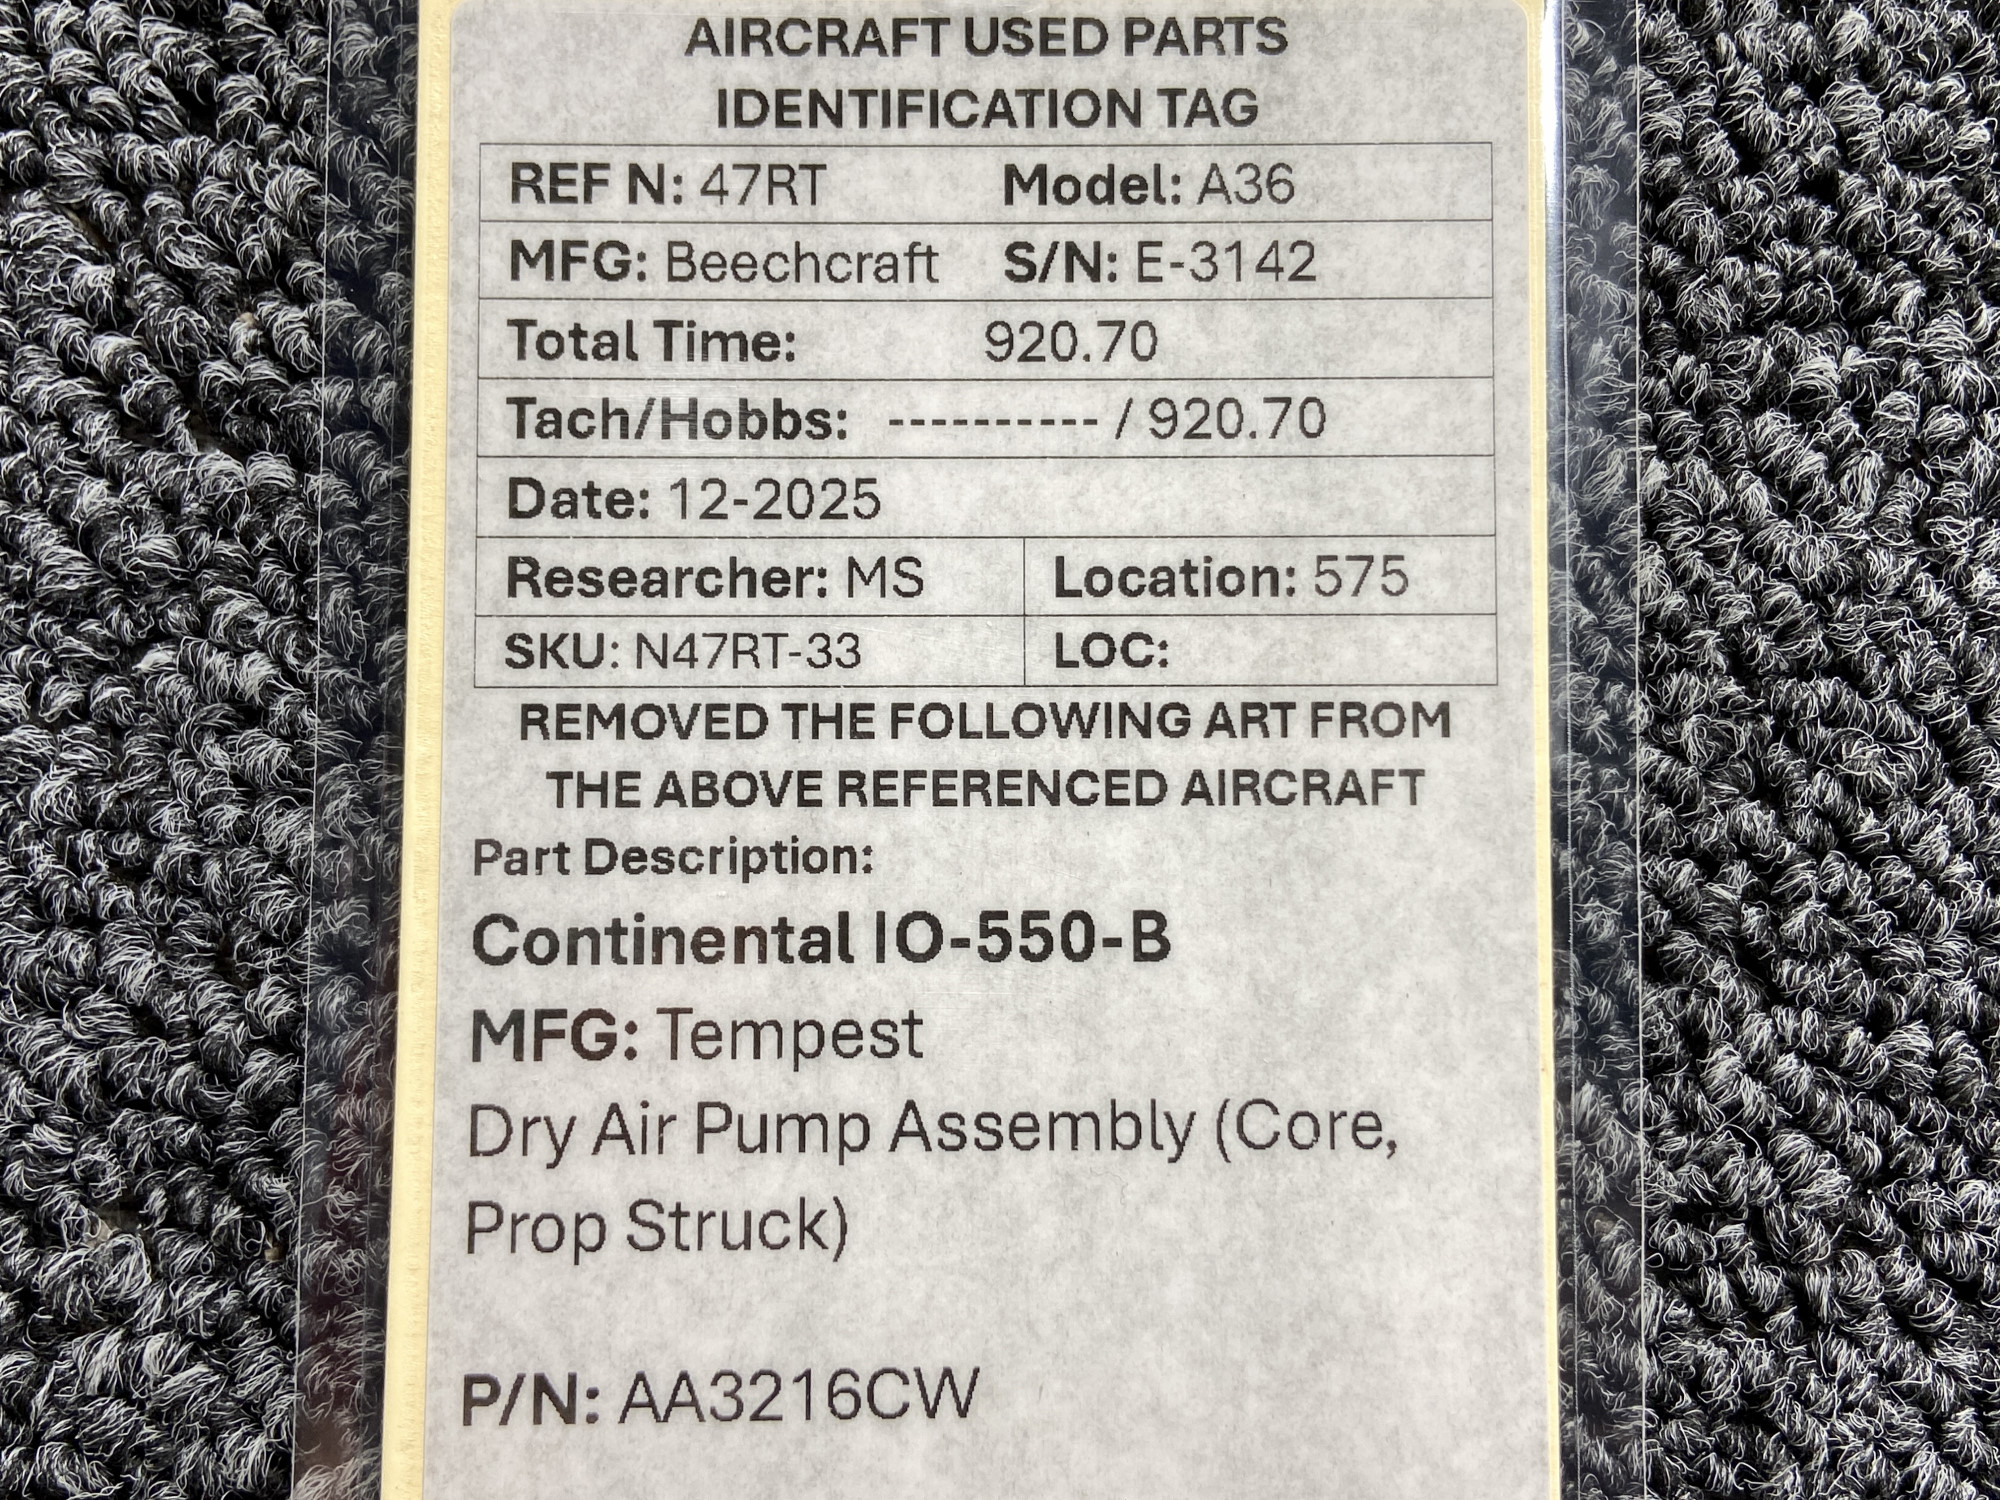 AIRCRAFT USED PARTS
IDENTIFICATION TAG
REF N: 47RT Model: A36
MFG: Beechcraft S/N: E-3142
Total Time: 920.70
Tach/Hobbs: ---------- / 920.70
Date: 12-2025
Researcher: MS Location: 575
SKU: N47RT-33 LOC:
REMOVED THE FOLLOWING ART FROM
THE ABOVE REFERENCED AIRCRAFT
Part Description:
Continental IO-550-B
MFG: Tempest
Dry Air Pump Assembly (Core,
Prop Struck)
P/N: AA3216CW